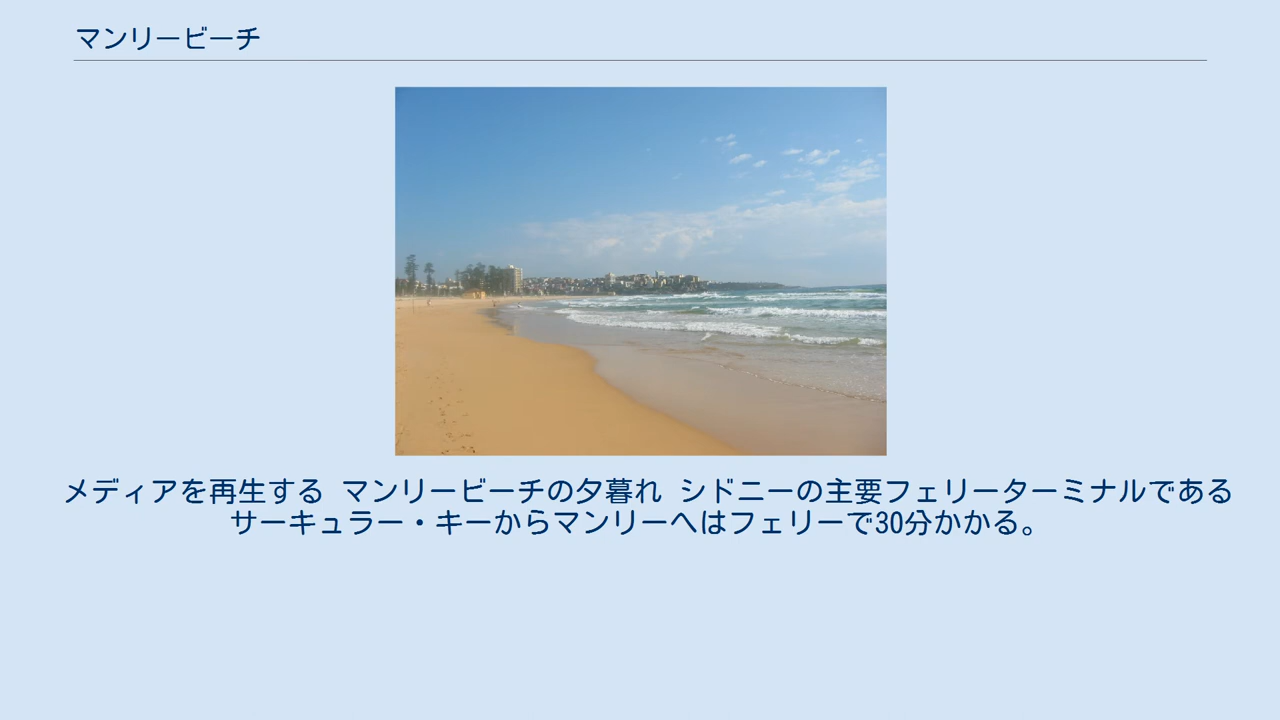 マンリービーチ
メディアを再生する マンリービーチの夕暮れ シドニーの主要フェリーターミナルである
サーキュラー・キーからマンリーへはフェリーで30分かかる。